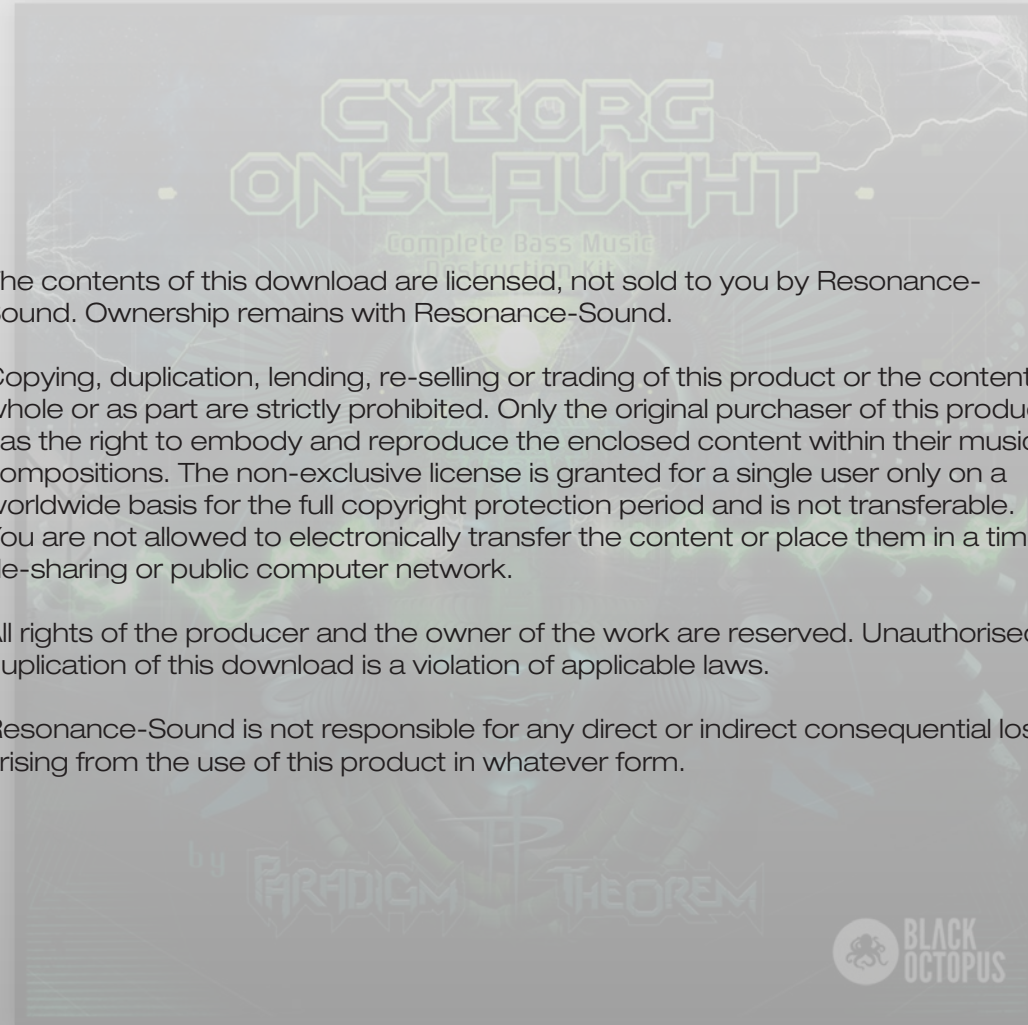 CYBORG
ONSLAUGHT
Complete Bass Music
Destruction Kit
The contents of this download are licensed, not sold to you by Resonance-
Sound. Ownership remains with Resonance-Sound.
Copying, duplication, lending, re-selling or trading of this product or the content
whole or as part are strictly prohibited. Only the original purchaser of this produc
as the right to embody and reproduce the enclosed content within their music
ompositions. The non-exclusive license is granted for a single user only on a
worldwide basis for the full copyright protection period and is not transferable.
You are not allowed to electronically transfer the content or place them in a tim
le-sharing or public computer network.
All rights of the producer and the owner of the work are reserved. Unauthorised
uplication of this download is a violation of applicable laws.
Resonance-Sound is not responsible for any direct or indirect consequential los
rising from the use of this product in whatever form.
by PARADIGM THEOREM
BLACK
OCTOPUS